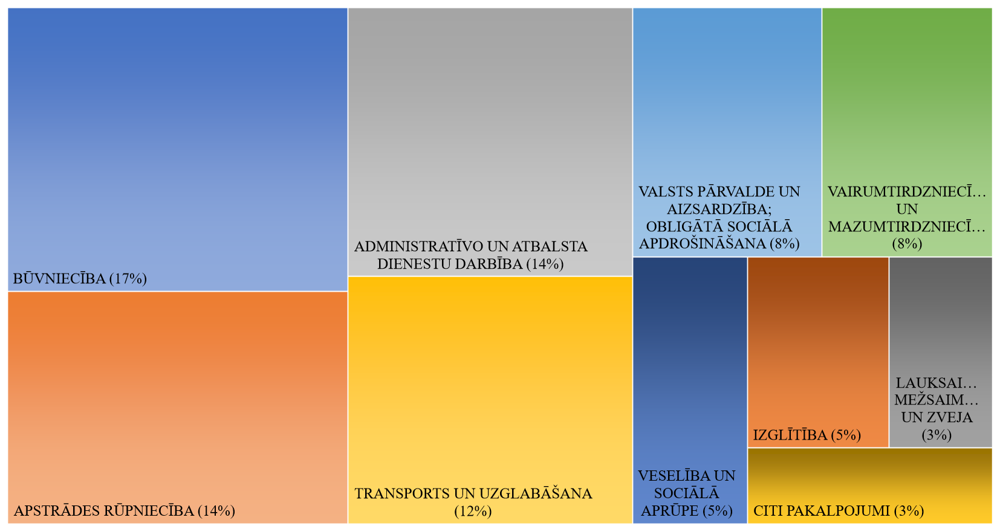 BŪVNIECĪBA (17%)
APSTRĀDES RŪPNIECĪBA (14%)
ADMINISTRATĪVO UN ATBALSTA
DIENESTU DARBĪBA (14%)
TRANSPORTS UN UZGLABĀŠANA
(12%)
VALSTS PĀRVALDE UN
AIZSARDZĪBA;
OBLIGĀTĀ SOCIĀLĀ
APDROŠINĀŠANA (8%)
VAIRUMTIRDZNIECĪ…
UN
MAZUMTIRDZNIECĪ…
(8%)
VESELĪBA UN
SOCIĀLĀ
APRŪPE (5%)
IZGLĪTĪBA (5%)
LAUKSAI…
MEŽSAIM…
UN ZVEJA
(3%)
CITI PAKALPOJUMI (3%)